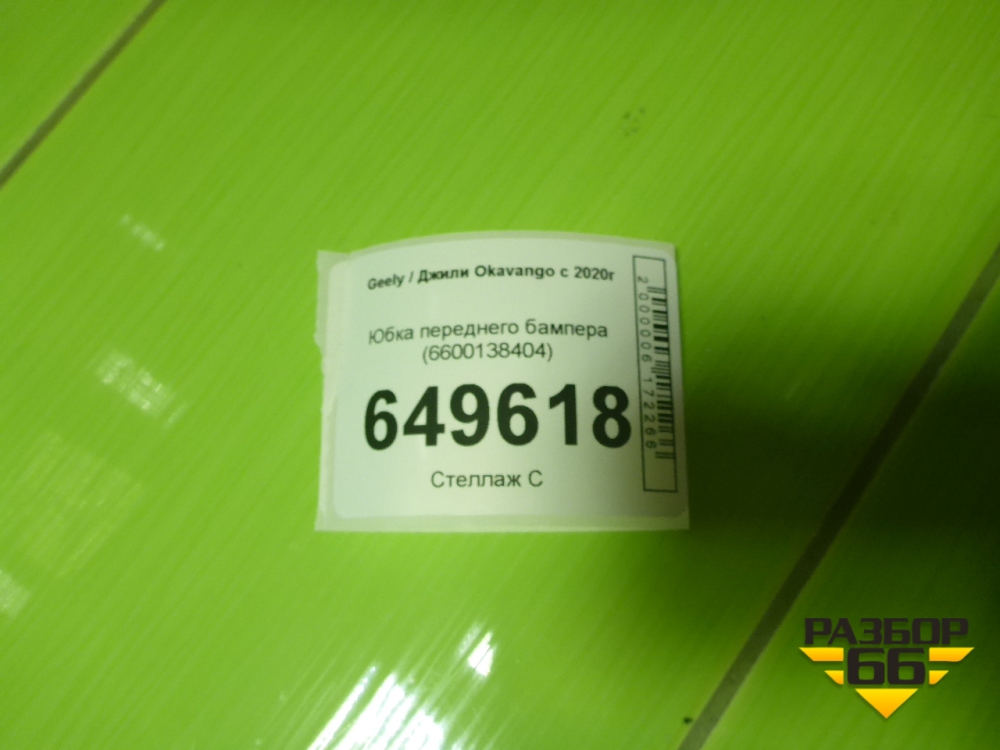 Geely / Джили Okavango с 2020г
Юбка переднего бампера
(6600138404)
649618
Стеллаж С
2000006172266
РАЗБОР
66